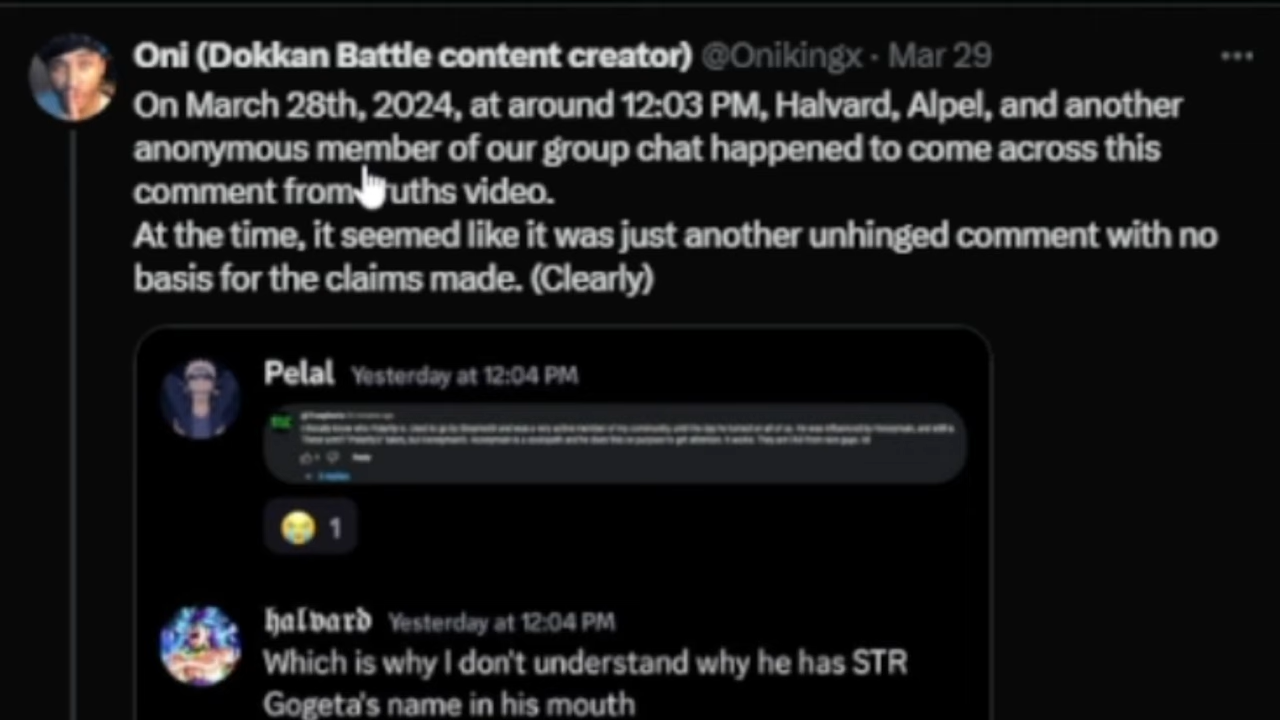 Oni (Dokkan Battle content creator) @Onikingx · Mar 29
On March 28th, 2024, at around 12:03 PM, Halvard, Alpel, and another
anonymous member of our group chat happened to come across this
comment from ruths video.
At the time, it seemed like it was just another unhinged comment with no
basis for the claims made. (Clearly)
Pelal Yesterday at 12:04 PM
1
halvard Yesterday at 12:04 PM
Which is why I don't understand why he has STR
Gogeta's name in his mouth